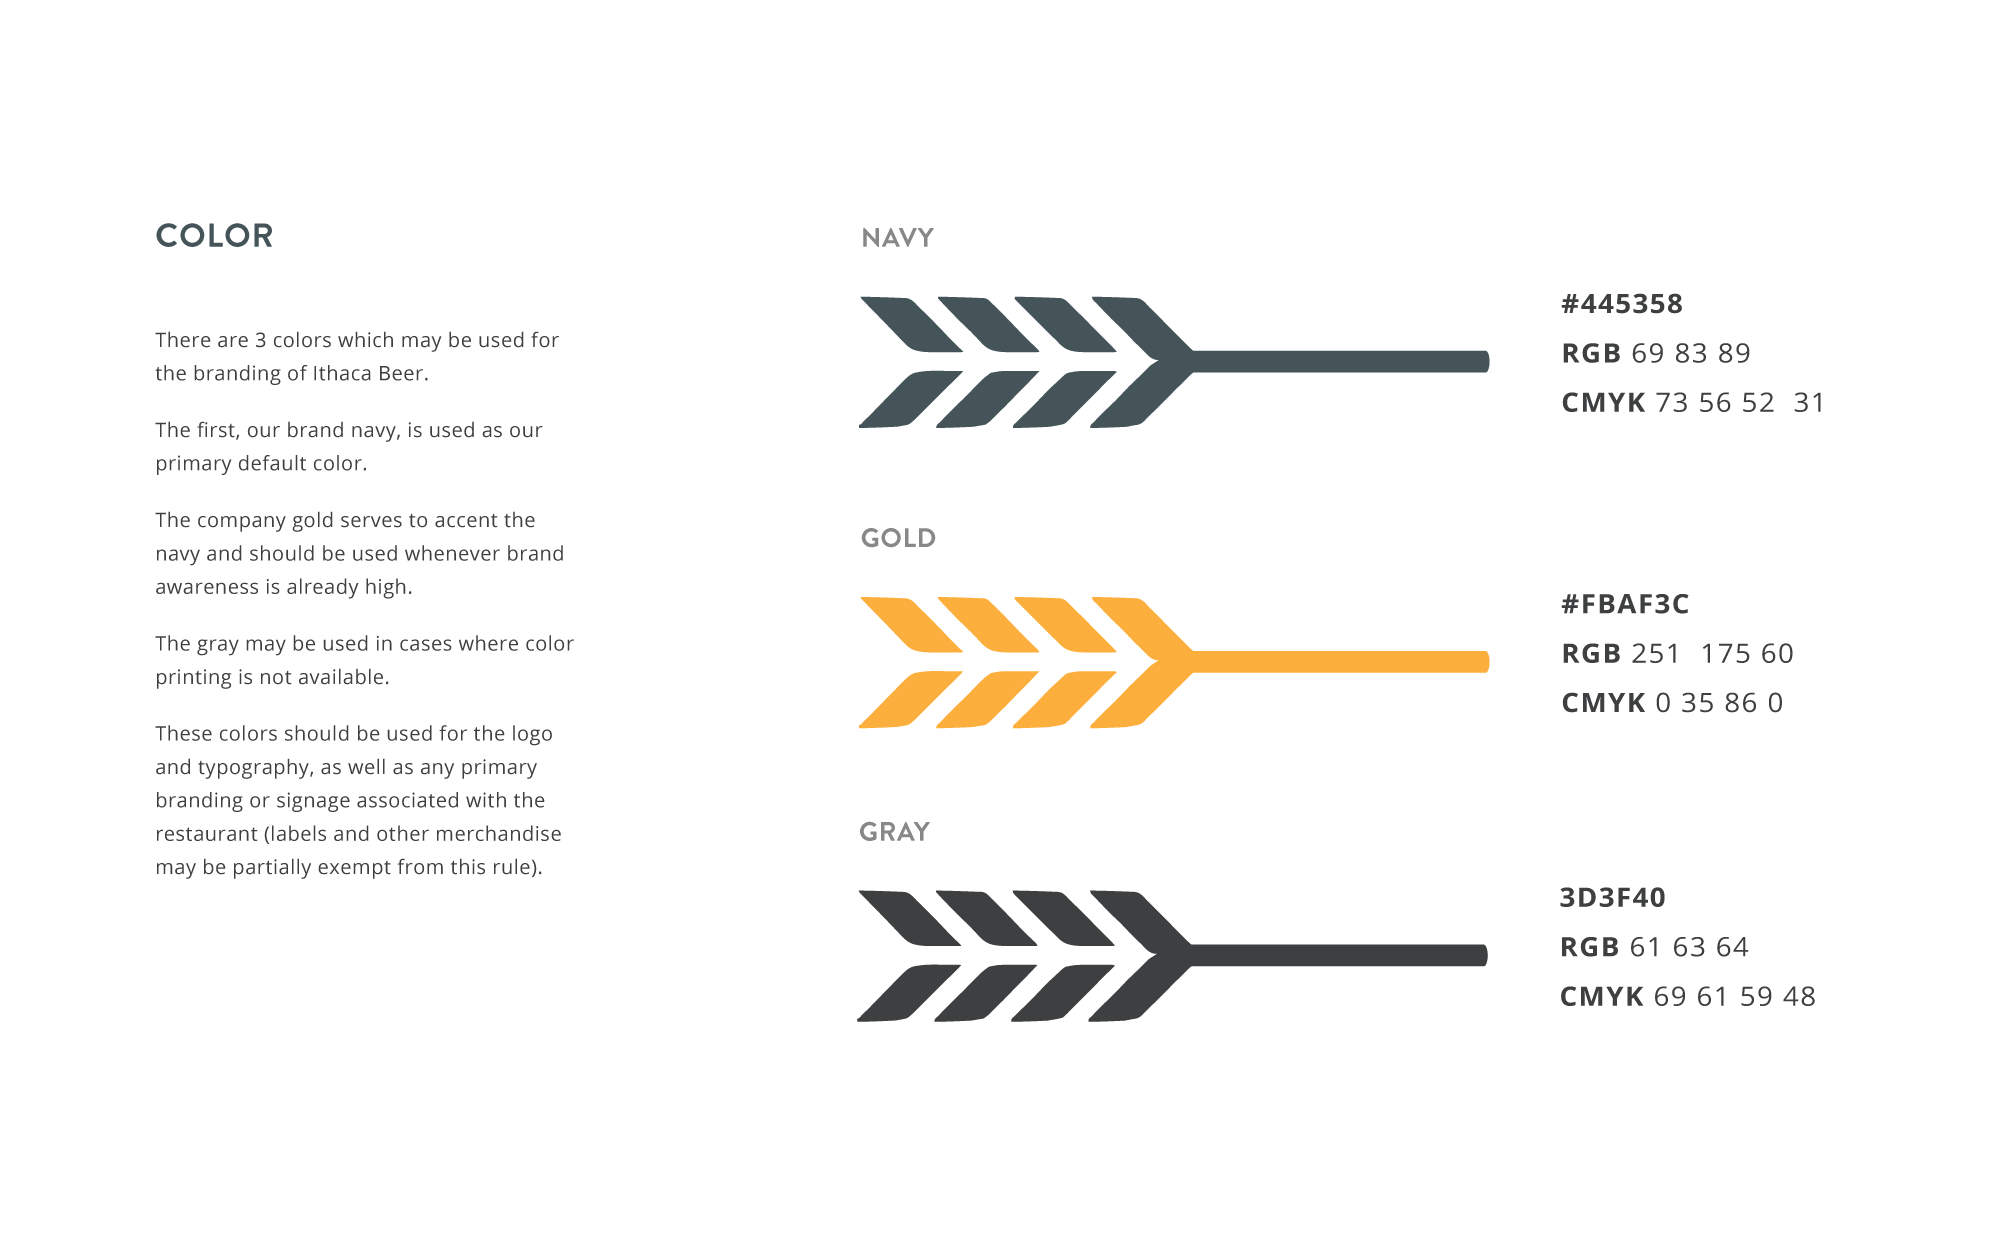 COLOR
There are 3 colors which may be used for
the branding of Ithaca Beer.
The first, our brand navy, is used as our
primary default color.
The company gold serves to accent the
navy and should be used whenever brand
awareness is already high.
The gray may be used in cases where color
printing is not available.
These colors should be used for the logo
and typography, as well as any primary
branding or signage associated with the
restaurant (labels and other merchandise
may be partially exempt from this rule).
NAVY
#445358
RGB 69 83 89
CMYK 73 56 52 31
GOLD
#FBAF3C
RGB 251 175 60
CMYK 0 35 86 0
GRAY
3D3F40
RGB 61 63 64
CMYK 69 61 59 48